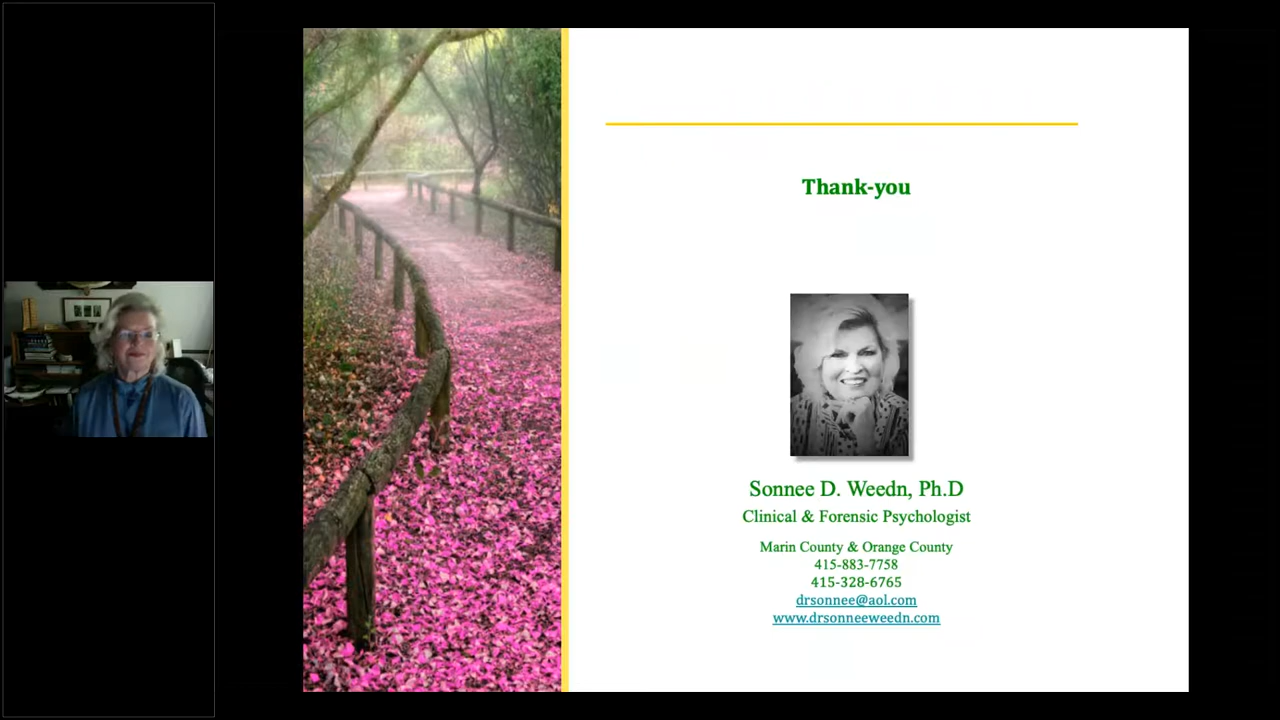 Thank-you
Sonnee D. Weedn, Ph.D
Clinical & Forensic Psychologist
Marin County & Orange County
415-883-7758
415-328-6765
drsonnee@aol.com
www.drsonneeweedn.com